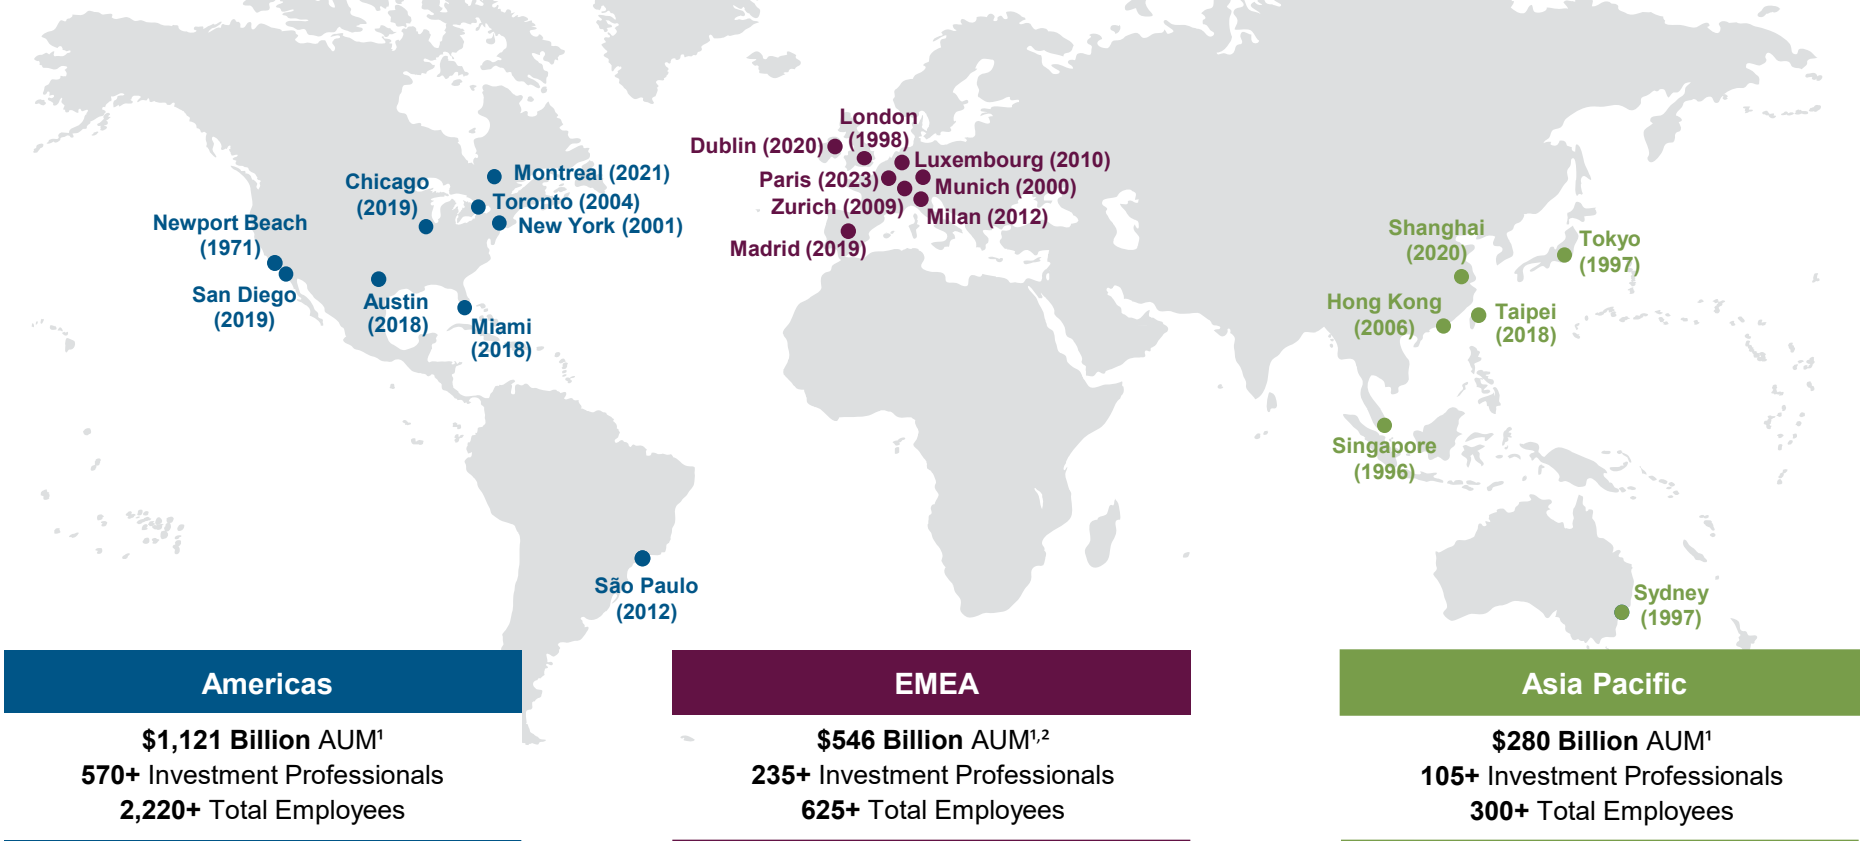 London
(1998)
Dublin (2020)
Luxembourg (2010)
Paris (2023)
Munich (2000)
Zurich (2009)
Milan (2012)
Madrid (2019)
Montreal (2021)
Chicago
(2019)
Toronto (2004)
New York (2001)
Newport Beach
(1971)
San Diego
(2019)
Austin
(2018)
Miami
(2018)
São Paulo
(2012)
Shanghai
(2020)
Tokyo
(1997)
Hong Kong
(2006)
Taipei
(2018)
Singapore
(1996)
Sydney
(1997)
Americas
$1,121 Billion AUM¹
570+ Investment Professionals
2,220+ Total Employees
EMEA
$546 Billion AUM¹,²
235+ Investment Professionals
625+ Total Employees
Asia Pacific
$280 Billion AUM¹
105+ Investment Professionals
300+ Total Employees